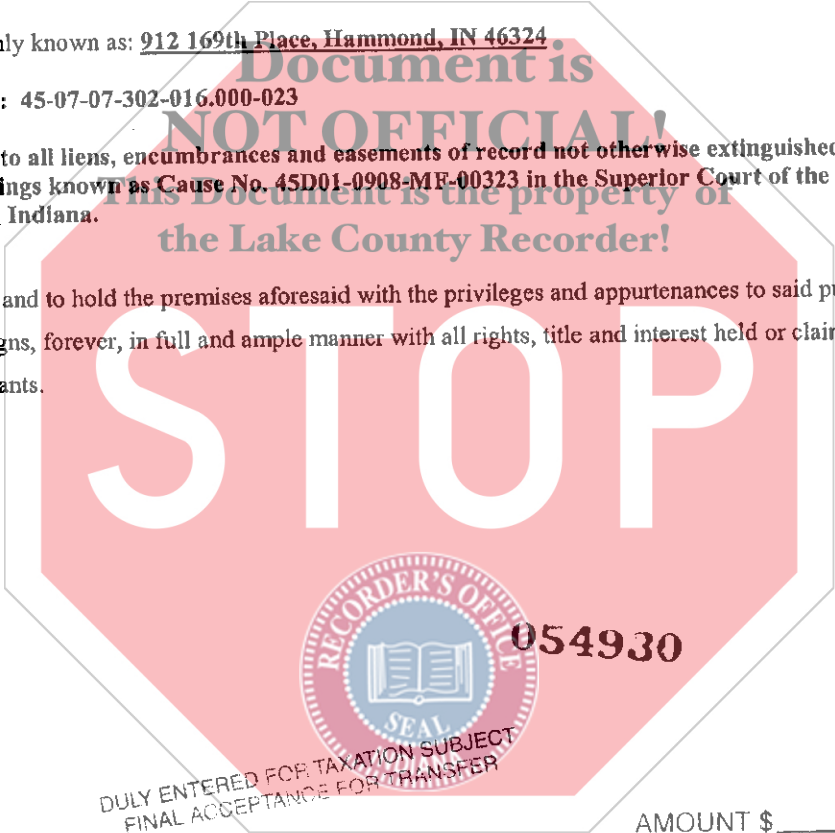 nly known as: 912 169th Place, Hammond, IN 46324
Document is
: 45-07-07-302-016.000-023
NOT OFFICIAL!
to all liens, encumbrances and easements of record not otherwise extinguished
ings known as Cause No. 45D01-0908-MF-00323 in the Superior Court of the
This Document is the property of
Indiana.
the Lake County Recorder!
and to hold the premises aforesaid with the privileges and appurtenances to said pu
gns, forever, in full and ample manner with all rights, title and interest held or clain
ants.
STOP
RECORDER'S OFFICE
054930
SEAL
INDIANA
DULY ENTERED FOR TAXATION SUBJECT
FINAL ACCEPTANCE FOR TRANSFER
AMOUNT $